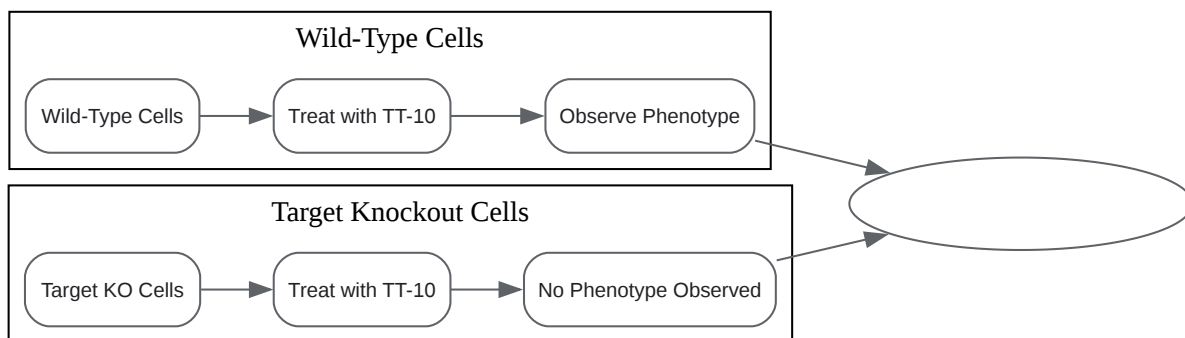 Wild-Type Cells
Wild-Type Cells
Treat with TT-10
Observe Phenotype
Target Knockout Cells
Target KO Cells
Treat with TT-10
No Phenotype Observed